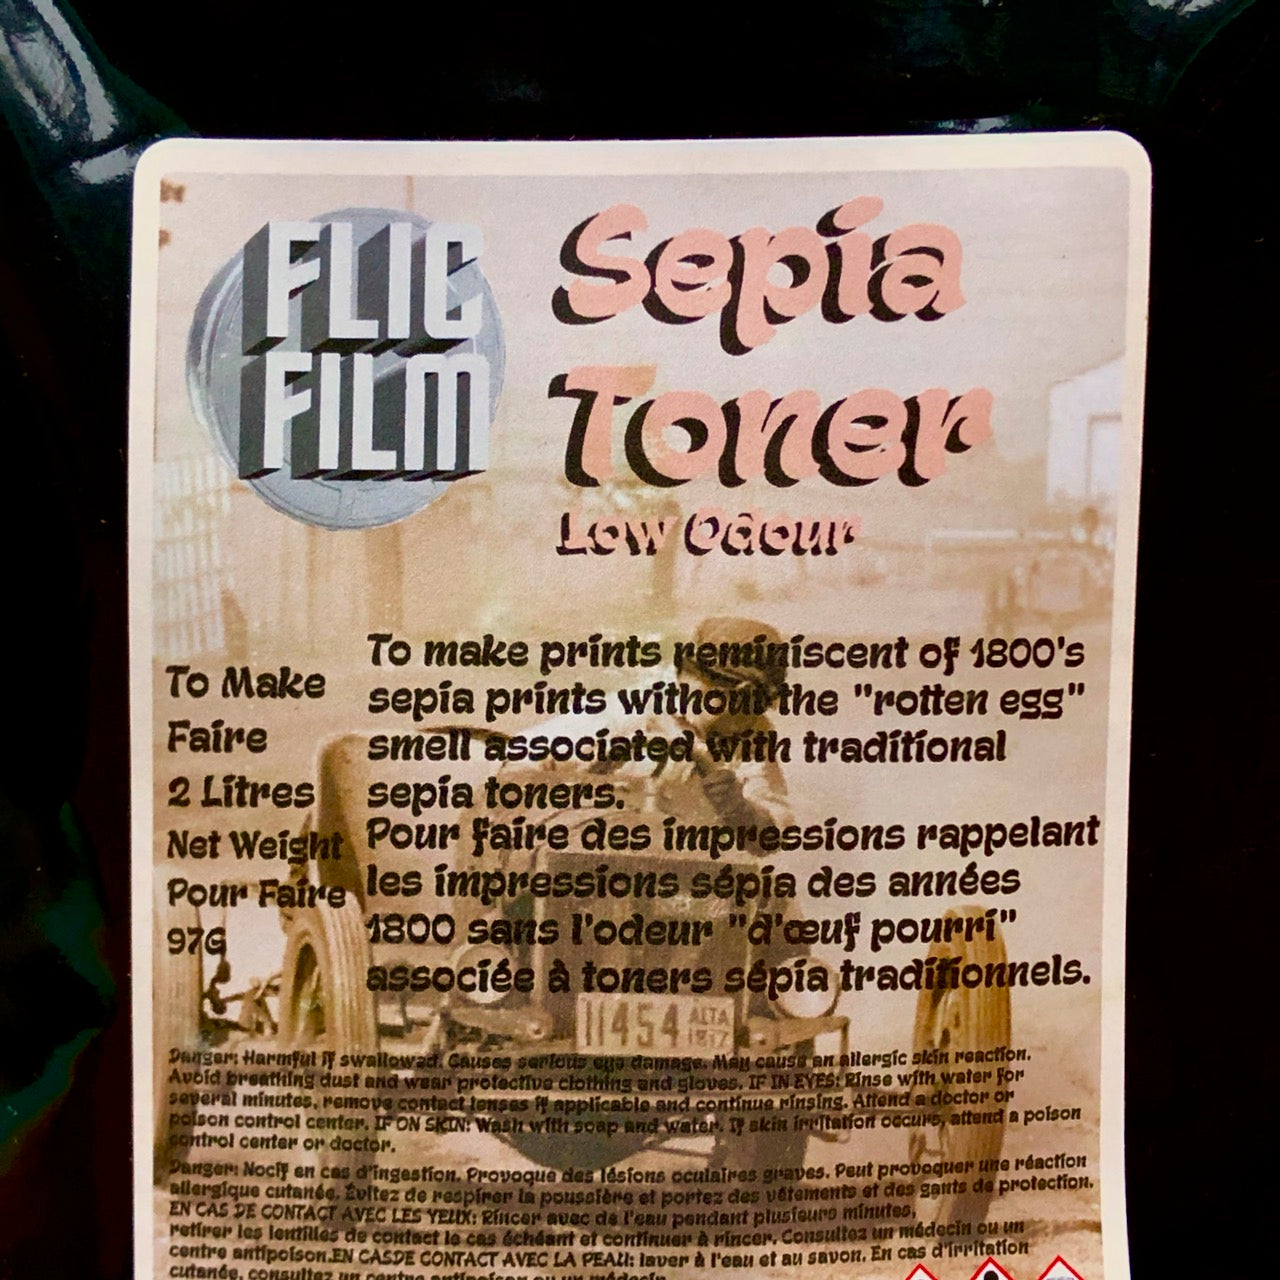 FLIC
FILM
Sepia
Toner
Low Odour
To Make
Faire
2 Litres
Net Weight
Pour Faire
97G
To make prints reminiscent of 1800's
sepia prints without the "rotten egg"
smell associated with traditional
sepia toners.
Pour faire des impressions rappelant
les impressions sépia des années
1800 sans l'odeur "d'œuf pourri"
associée à toners sépia traditionnels.
11454 ALTA
Danger: Harmful if swallowed. Causes serious eye damage. May cause an allergic skin reaction.
Avoid breathing dust and wear protective clothing and gloves. IF IN EYES: Rinse with water for
several minutes, remove contact lenses if applicable and continue rinsing. Attend a doctor or
poison control center. IF ON SKIN: Wash with soap and water. If skin irritation occurs, attend a poison
control center or doctor.
Danger: Nocif en cas d'ingestion. Provoque des lésions oculaires graves. Peut provoquer une réaction
allergique cutanée. Évitez de respirer la poussière et portez des vêtements et des gants de protection.
EN CAS DE CONTACT AVEC LES YEUX: Rincer avec de l'eau pendant plusieurs minutes,
retirer les lentilles de contact le cas échéant et continuer à rincer. Consultez un médecin ou un
centre antipoison.EN CASDE CONTACT AVEC LA PEAU: laver à l'eau et au savon. En cas d'irritation
cutanée, consultez un centre antipoison ou un médecin.